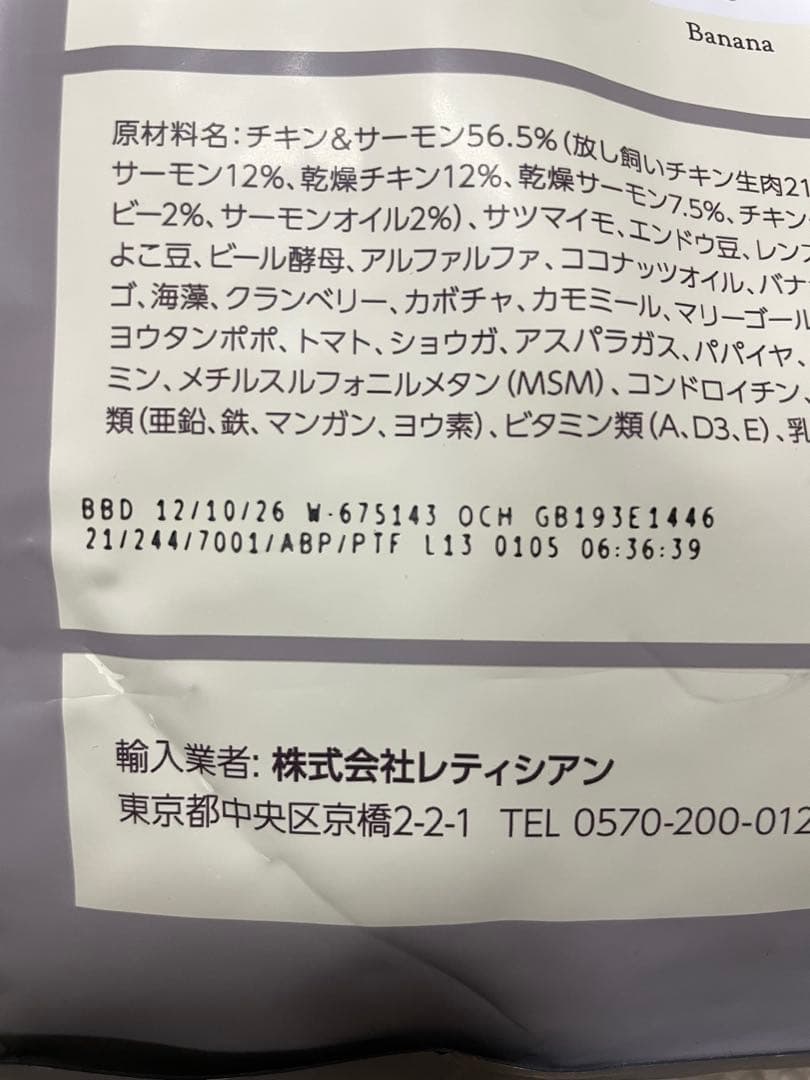 Banana
原材料名：チキン&サーモン56.5%（放し飼いチキン生肉21
サーモン12%、乾燥チキン12%、乾燥サーモン7.5%、チキン
ビー2%、サーモンオイル2%）、サツマイモ、エンドウ豆、レンズ
よこ豆、ビール酵母、アルファルファ、ココナッツオイル、バナナ
ゴ、海藻、クランベリー、カボチャ、カモミール、マリーゴール
ヨウタンポポ、トマト、ショウガ、アスパラガス、パパイヤ、
ミン、メチルスルフォニルメタン（MSM）、コンドロイチン、
類（亜鉛、鉄、マンガン、ヨウ素）、ビタミン類（A、D3、E）、乳
BBD 12/10/26 W-675143 OCH GB193E1446
21/244/7001/ABP/PTF L13 0105 06:36:39
輸入業者: 株式会社レティシアン
東京都中央区京橋2-2-1 TEL 0570-200-012